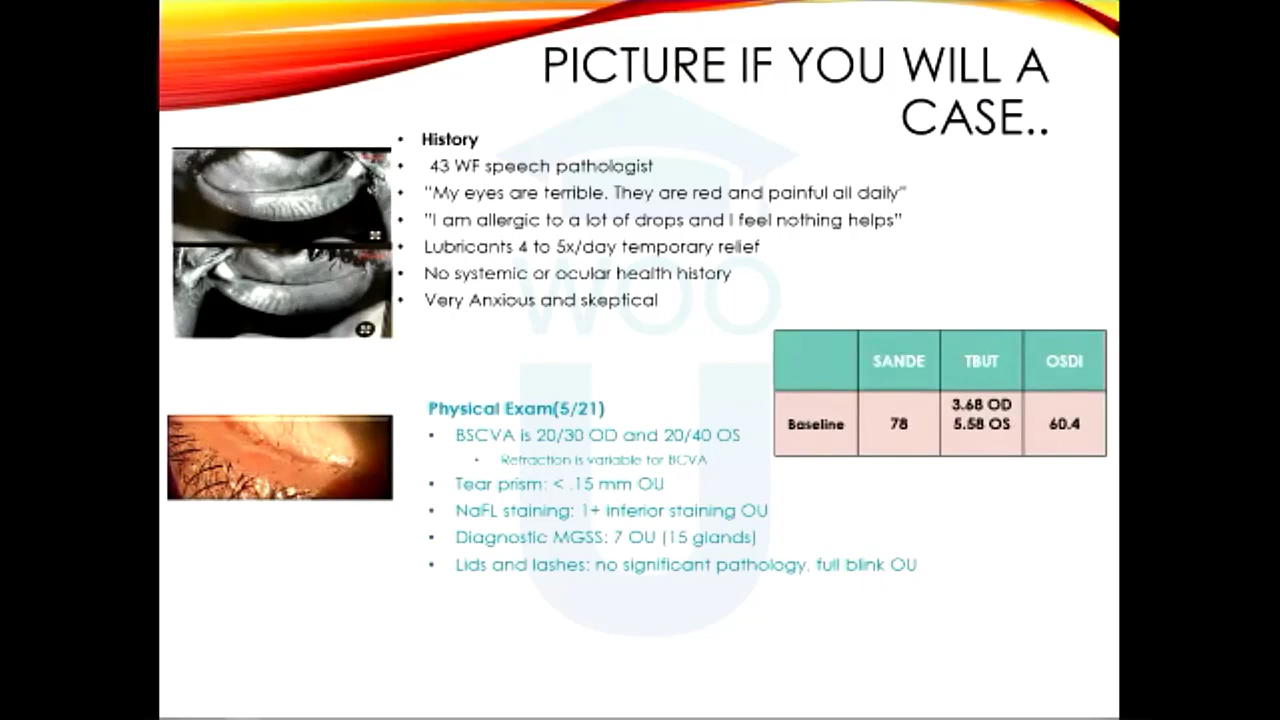 PICTURE IF YOU WILL A
CASE..
• History
• 43 WF speech pathologist
• "My eyes are terrible. They are red and painful all daily"
• "I am allergic to a lot of drops and I feel nothing helps"
• Lubricants 4 to 5x/day temporary relief
• No systemic or ocular health history
• Very Anxious and skeptical
WOO
U
SANDE TBUT OSDI
Baseline 78 3.68 OD 60.4
5.58 OS
Physical Exam(5/21)
• BSCVA is 20/30 OD and 20/40 OS
• Refraction is variable for BCVA
• Tear prism: < .15 mm OU
• NaFL staining: 1+ inferior staining OU
• Diagnostic MGSS: 7 OU (15 glands)
• Lids and lashes: no significant pathology, full blink OU